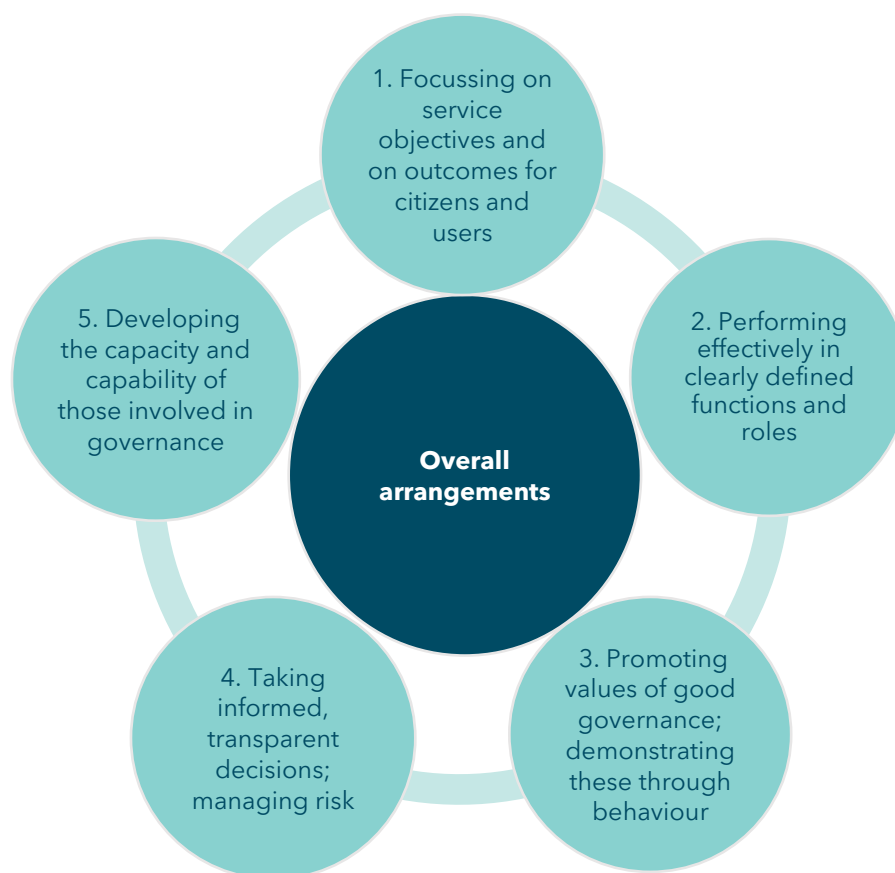 1. Focussing on
service
objectives and
on outcomes for
citizens and
users
2. Performing
effectively in
clearly defined
functions and
roles
3. Promoting
values of good
governance;
demonstrating
these through
behaviour
4. Taking
informed,
transparent
decisions;
managing risk
5. Developing
the capacity and
capability of
those involved in
governance
Overall
arrangements